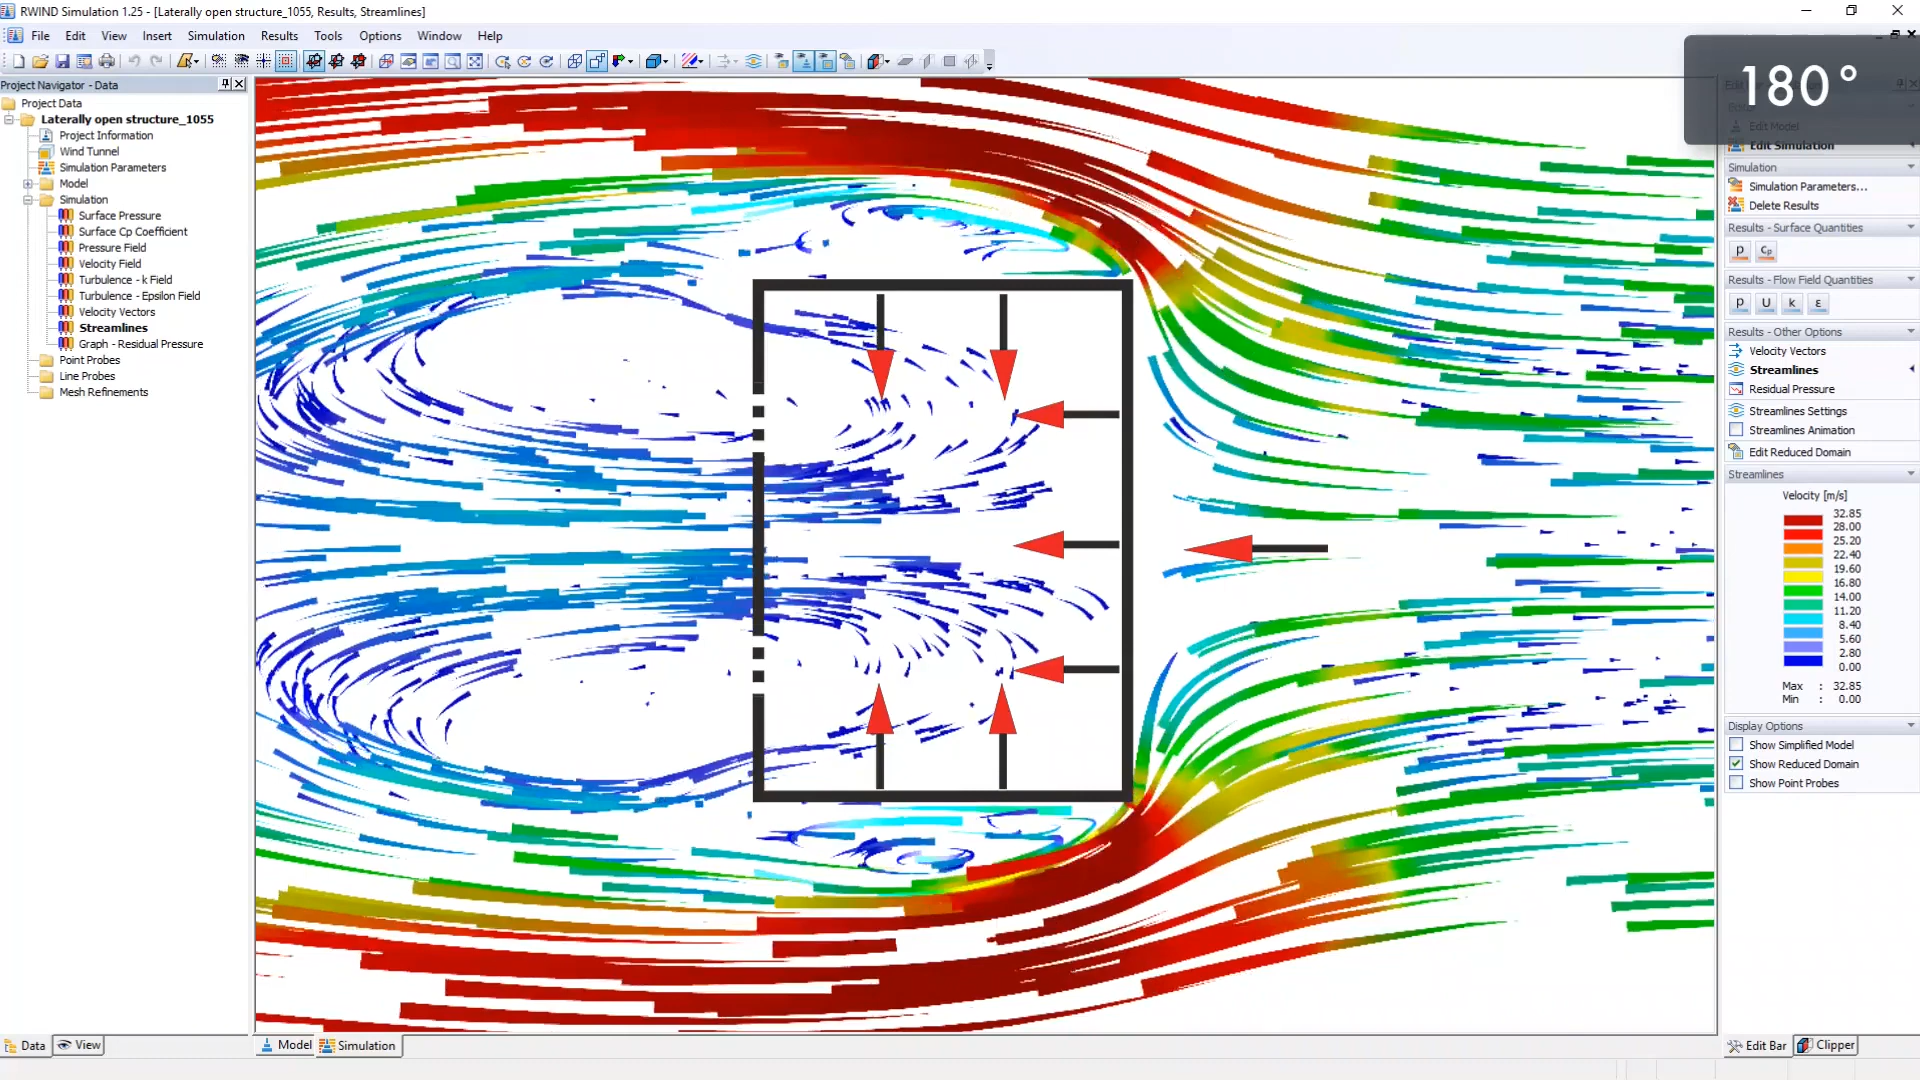 RWIND Simulation 1.25 - [Laterally open structure_1055, Results, Streamlines]
File Edit View Insert Simulation Results Tools Options Window Help
180°
Project Navigator - Data
Project Data
Laterally open structure_1055
Project Information
Wind Tunnel
Simulation Parameters
Model
Simulation
Surface Pressure
Surface Cp Coefficient
Pressure Field
Velocity Field
Turbulence - k Field
Turbulence - Epsilon Field
Velocity Vectors
Streamlines
Graph - Residual Pressure
Point Probes
Line Probes
Mesh Refinements
Edit Model
Edit Simulation
Simulation
Simulation Parameters...
Delete Results
Results - Surface Quantities
p Cp
Results - Flow Field Quantities
p U k ε
Results - Other Options
Velocity Vectors
Streamlines
Residual Pressure
Streamlines Settings
Streamlines Animation
Edit Reduced Domain
Streamlines
Velocity [m/s]
32.85
28.00
25.20
22.40
19.60
16.80
14.00
11.20
8.40
5.60
2.80
0.00
Max : 32.85
Min : 0.00
Display Options
Show Simplified Model
Show Reduced Domain
Show Point Probes
Data View
Model Simulation
Edit Bar Clipper